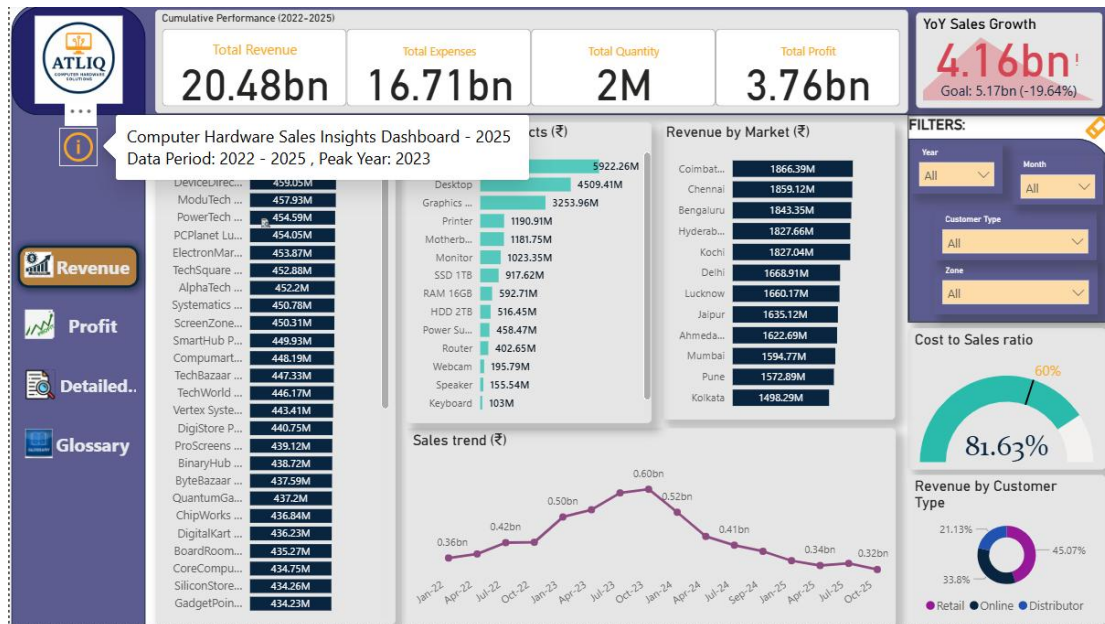 ATLIQ
COMPUTER HARDWARE
SOLUTIONS
Cumulative Performance (2022-2025)
Total Revenue
20.48bn
Total Expenses
16.71bn
Total Quantity
2M
Total Profit
3.76bn
YoY Sales Growth
4.16bn!
Goal: 5.17bn (-19.64%)
Computer Hardware Sales Insights Dashboard - 2025
Data Period: 2022 - 2025 , Peak Year: 2023
Revenue
Profit
Detailed..
Glossary
DeviceDirec... 459.05M
ModuTech ... 457.93M
PowerTech ... 454.59M
PCPlanet Lu... 454.05M
ElectronMar... 453.87M
TechSquare ... 452.88M
AlphaTech ... 452.2M
Systematics ... 450.78M
ScreenZone... 450.31M
SmartHub P... 449.93M
Compumart... 448.19M
TechBazaar ... 447.33M
TechWorld ... 446.17M
Vertex Syste... 443.41M
DigiStore P... 440.75M
ProScreens ... 439.12M
BinaryHub ... 438.72M
ByteBazaar ... 437.59M
QuantumGa... 437.2M
ChipWorks ... 436.84M
DigitalKart ... 436.23M
BoardRoom... 435.27M
CoreCompu... 434.75M
SiliconStore... 434.26M
GadgetPoin... 434.23M
cts (₹)
5922.26M
Desktop 4509.41M
Graphics ... 3253.96M
Printer 1190.91M
Motherb... 1181.75M
Monitor 1023.35M
SSD 1TB 917.62M
RAM 16GB 592.71M
HDD 2TB 516.45M
Power Su... 458.47M
Router 402.65M
Webcam 195.79M
Speaker 155.54M
Keyboard 103M
Revenue by Market (₹)
Coimbat... 1866.39M
Chennai 1859.12M
Bengaluru 1843.35M
Hyderab... 1827.66M
Kochi 1827.04M
Delhi 1668.91M
Lucknow 1660.17M
Jaipur 1635.12M
Ahmeda... 1622.69M
Mumbai 1594.77M
Pune 1572.89M
Kolkata 1498.29M
Sales trend (₹)
0.36bn 0.42bn 0.50bn 0.60bn 0.52bn 0.41bn 0.34bn 0.32bn
Jan-22 Apr-22 Jul-22 Oct-22 Jan-23 Apr-23 Jul-23 Oct-23 Jan-24 Apr-24 Jul-24 Sep-24 Jan-25 Apr-25 Jul-25 Oct-25
FILTERS:
Year
All
Month
All
Customer Type
All
Zone
All
Cost to Sales ratio
60%
81.63%
Revenue by Customer
Type
21.13%
45.07%
33.8%
Retail Online Distributor